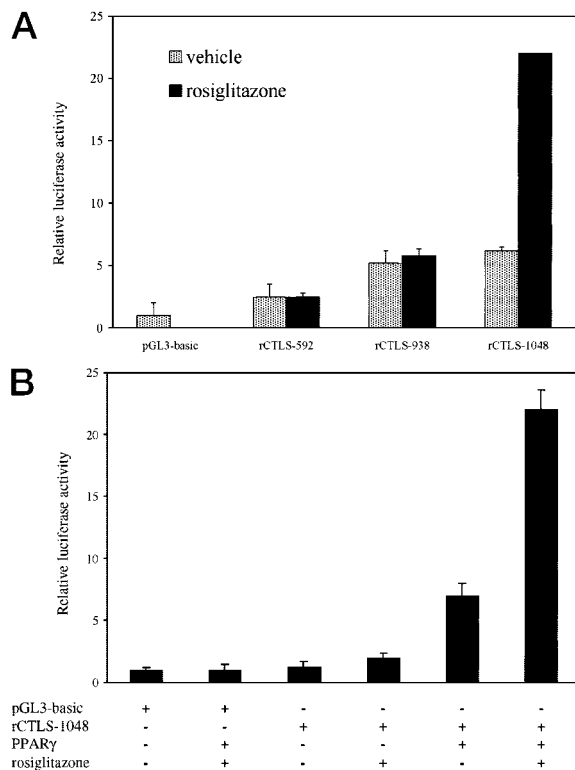 A
25
20
15
10
5
0
Relative luciferase activity
vehicle
rosiglitazone
pGL3-basic rCTLS-592 rCTLS-938 rCTLS-1048
B
25
20
15
10
5
0
Relative luciferase activity
pGL3-basic + + - - - -
rCTLS-1048 - - + + + +
PPARγ - + - - + +
rosiglitazone - + - + - +